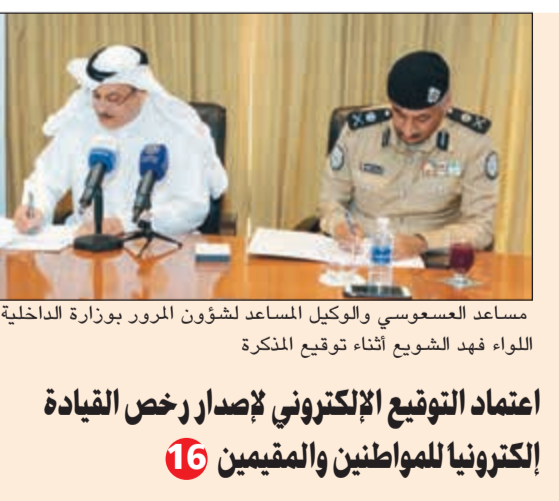 مساعد العسعوسي والوكيل المساعد لشؤون المرور بوزارة الداخلية
اللواء فهد الشويع أثناء توقيع المذكرة
اعتماد التوقيع الإلكتروني لإصدار رخص القيادة
إلكترونيا للمواطنين والمقيمين 16